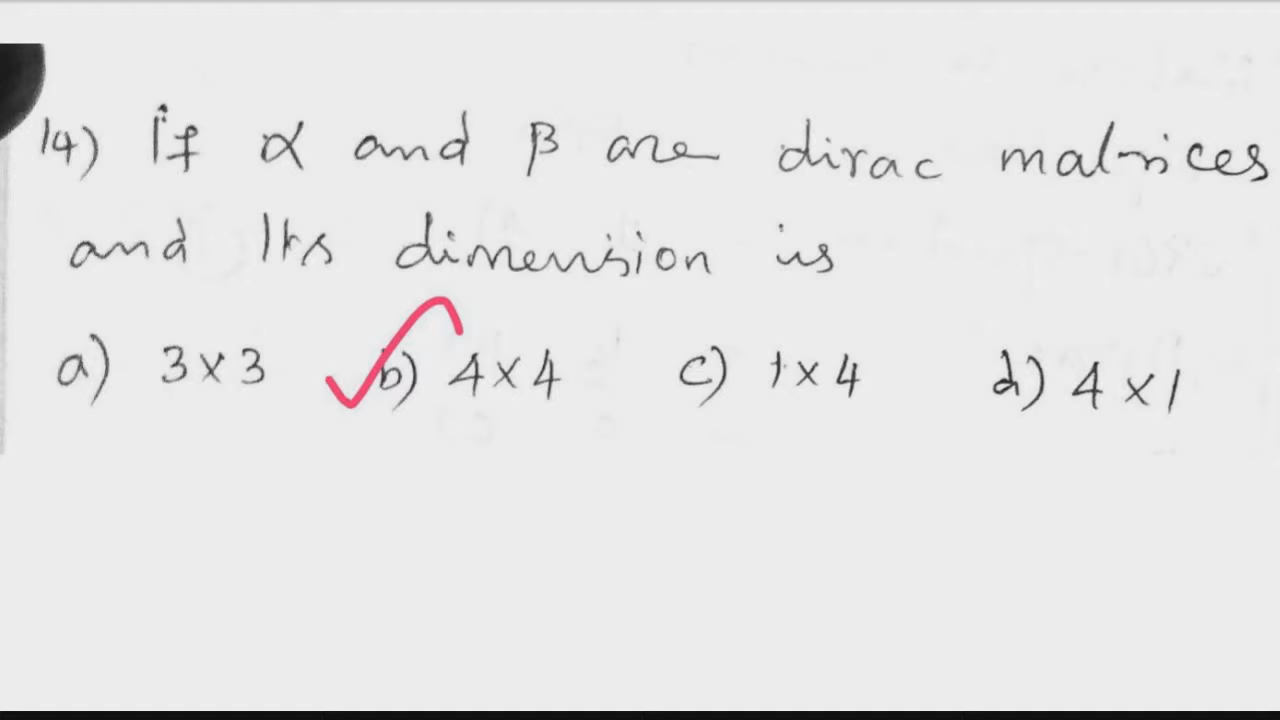 14) If α and β are dirac matrices
and Its dimension is
a) 3×3 b) 4×4 c) 1×4 d) 4×1